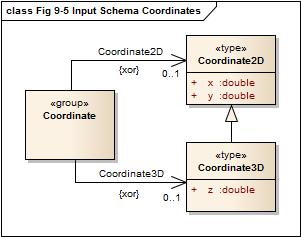 class Fig 9-5 Input Schema Coordinates
Coordinate2D
{xor}
0..1
«type»
Coordinate2D
+ x :double
+ y :double
«group»
Coordinate
Coordinate3D
{xor}
0..1
«type»
Coordinate3D
+ z :double